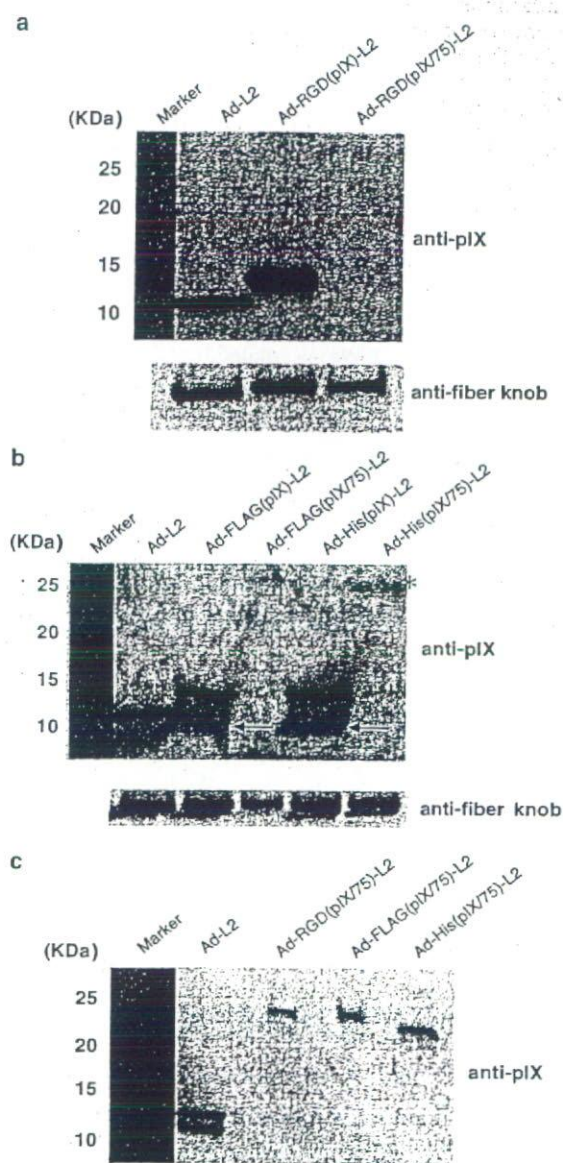 a
Marker
Ad-L2
Ad-RGD(pIX)-L2
Ad-RGD(pIX/75)-L2
(KDa)
25
20
15
10
anti-pIX
anti-fiber knob
b
Marker
Ad-L2
Ad-FLAG(pIX)-L2
Ad-FLAG(pIX/75)-L2
Ad-His(pIX)-L2
Ad-His(pIX/75)-L2
(KDa)
25
*
20
15
10
anti-pIX
anti-fiber knob
c
Marker
Ad-L2
Ad-RGD(pIX/75)-L2
Ad-FLAG(pIX/75)-L2
Ad-His(pIX/75)-L2
(KDa)
25
20
15
10
anti-pIX